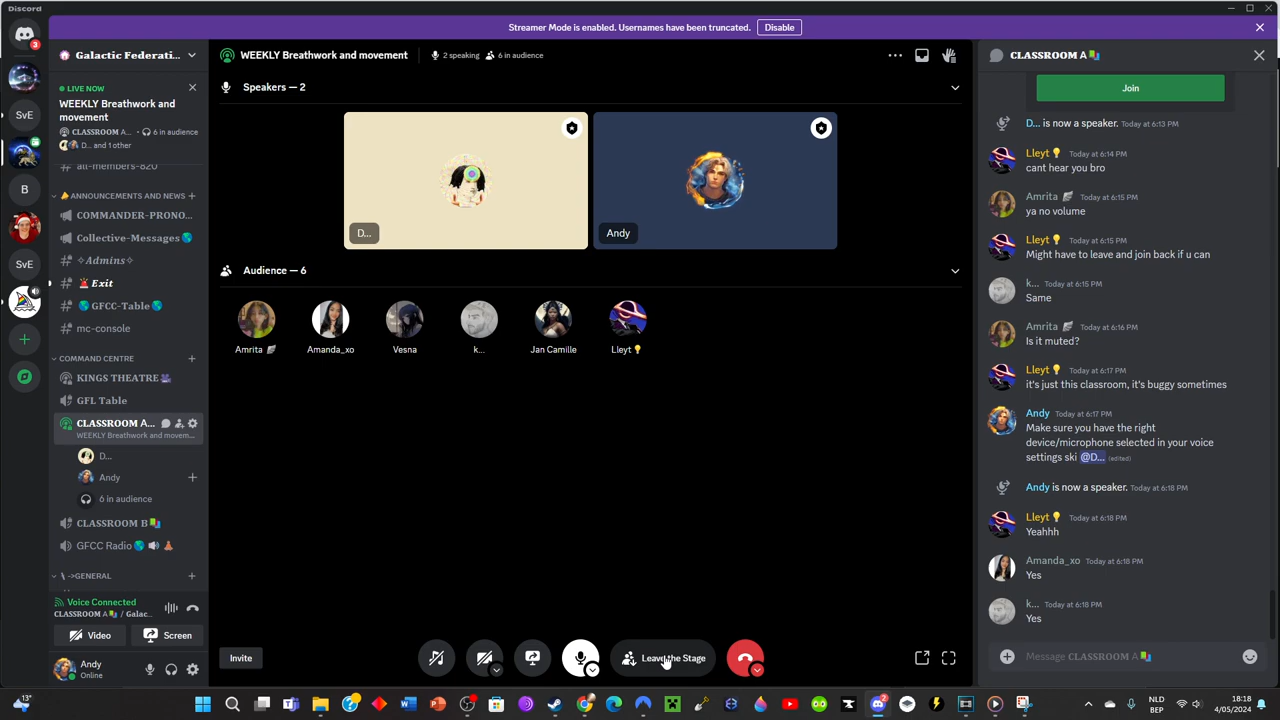 Discord
Streamer Mode is enabled. Usernames have been truncated.
Disable
3
Galactic Federati...
LIVE NOW
WEEKLY Breathwork and
movement
CLASSROOM A...
6 in audience
D... and 1 other
all-members-820
ANNOUNCEMENTS AND NEWS
COMMANDER-PRONO...
Collective-Messages
✧Admins✧
Exit
GFCC-Table
mc-console
COMMAND CENTRE
KINGS THEATRE
GFL Table
CLASSROOM A...
WEEKLY Breathwork and movem...
D...
Andy
6 in audience
CLASSROOM B
GFCC Radio
\ ->GENERAL
Voice Connected
CLASSROOM A / Galac...
Video
Screen
Andy
Online
SvE
B
SvE
WEEKLY Breathwork and movement
2 speaking
6 in audience
Speakers — 2
D...
Andy
Audience — 6
Amrita
Amanda_xo
Vesna
k...
Jan Camille
Lleyt
Invite
Leave the Stage
CLASSROOM A
Join
D... is now a speaker. Today at 6:13 PM
Lleyt Today at 6:14 PM
cant hear you bro
Amrita Today at 6:15 PM
ya no volume
Lleyt Today at 6:15 PM
Might have to leave and join back if u can
k... Today at 6:15 PM
Same
Amrita Today at 6:16 PM
Is it muted?
Lleyt Today at 6:17 PM
it's just this classroom, it's buggy sometimes
Andy Today at 6:17 PM
Make sure you have the right
device/microphone selected in your voice
settings ski @D... (edited)
Andy is now a speaker. Today at 6:18 PM
Lleyt Today at 6:18 PM
Yeahhh
Amanda_xo Today at 6:18 PM
Yes
k... Today at 6:18 PM
Yes
Message CLASSROOM A
13°
2
NLD
BEP
18:18
4/05/2024